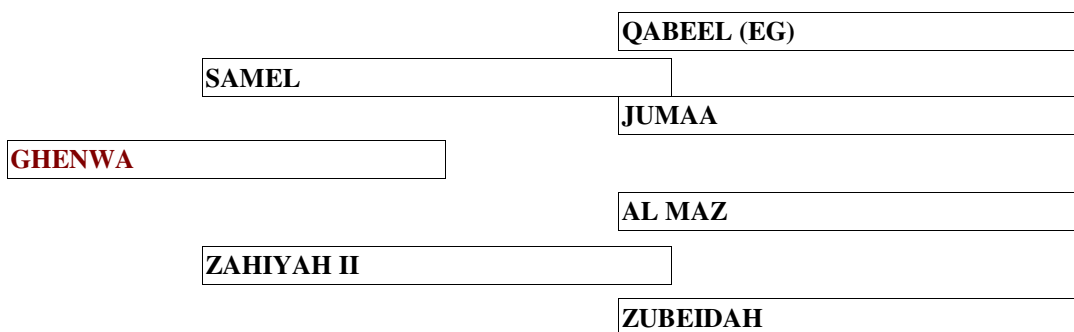 QABEEL (EG)
SAMEL
JUMAA
GHENWA
AL MAZ
ZAHIYAH II
ZUBEIDAH